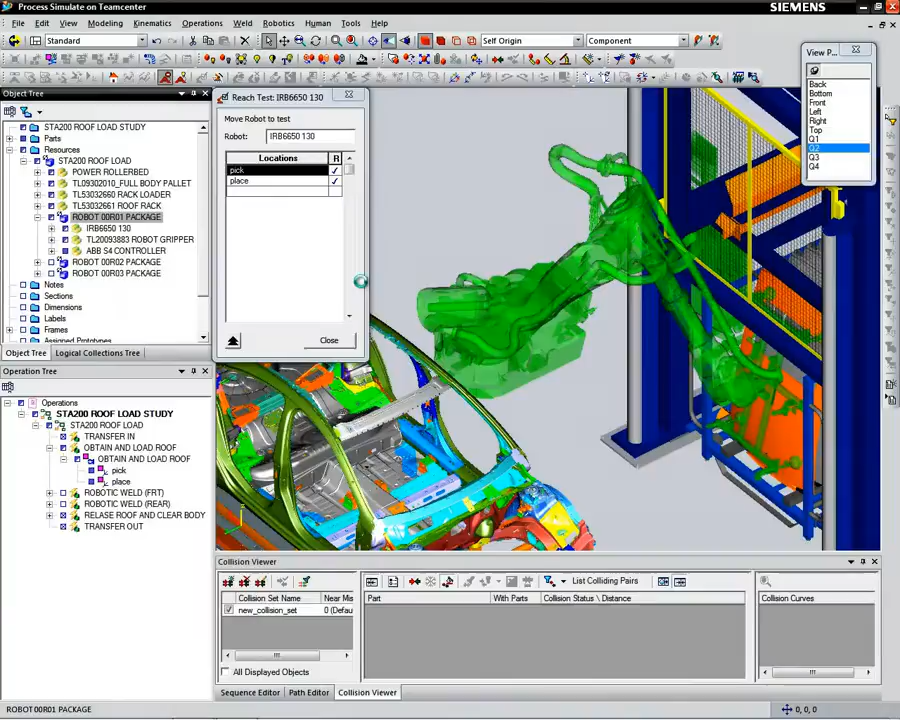 Process Simulate on Teamcenter
SIEMENS
File Edit View Modeling Kinematics Operations Weld Robotics Human Tools Help
Standard
Self Origin
Component
Object Tree
STA200 ROOF LOAD STUDY
Parts
Resources
STA200 ROOF LOAD
POWER ROLLERBED
TL09302010_FULL BODY PALLET
TL53032660 RACK LOADER
TL53032661 ROOF RACK
ROBOT 00R01 PACKAGE
IRB6650 130
TL20093883 ROBOT GRIPPER
ABB S4 CONTROLLER
ROBOT 00R02 PACKAGE
ROBOT 00R03 PACKAGE
Notes
Sections
Dimensions
Labels
Frames
Assembly Placeholders
Object Tree Logical Collections Tree
Operation Tree
Operations
STA200 ROOF LOAD STUDY
STA200 ROOF LOAD
TRANSFER IN
OBTAIN AND LOAD ROOF
OBTAIN AND LOAD ROOF
pick
place
ROBOTIC WELD (FRT)
ROBOTIC WELD (REAR)
RELASE ROOF AND CLEAR BODY
TRANSFER OUT
Reach Test: IRB6650 130
Move Robot to test
Robot: IRB6650 130
Locations R
pick
place
Close
View P...
Back
Bottom
Front
Left
Right
Top
Q1
Q2
Q3
Q4
Collision Viewer
List Colliding Pairs
Collision Set Name Near Mis
new_collision_set 0 (Defau
All Displayed Objects
Part With Parts Collision Status \ Distance
Collision Curves
Sequence Editor Path Editor Collision Viewer
ROBOT 00R01 PACKAGE
0, 0, 0